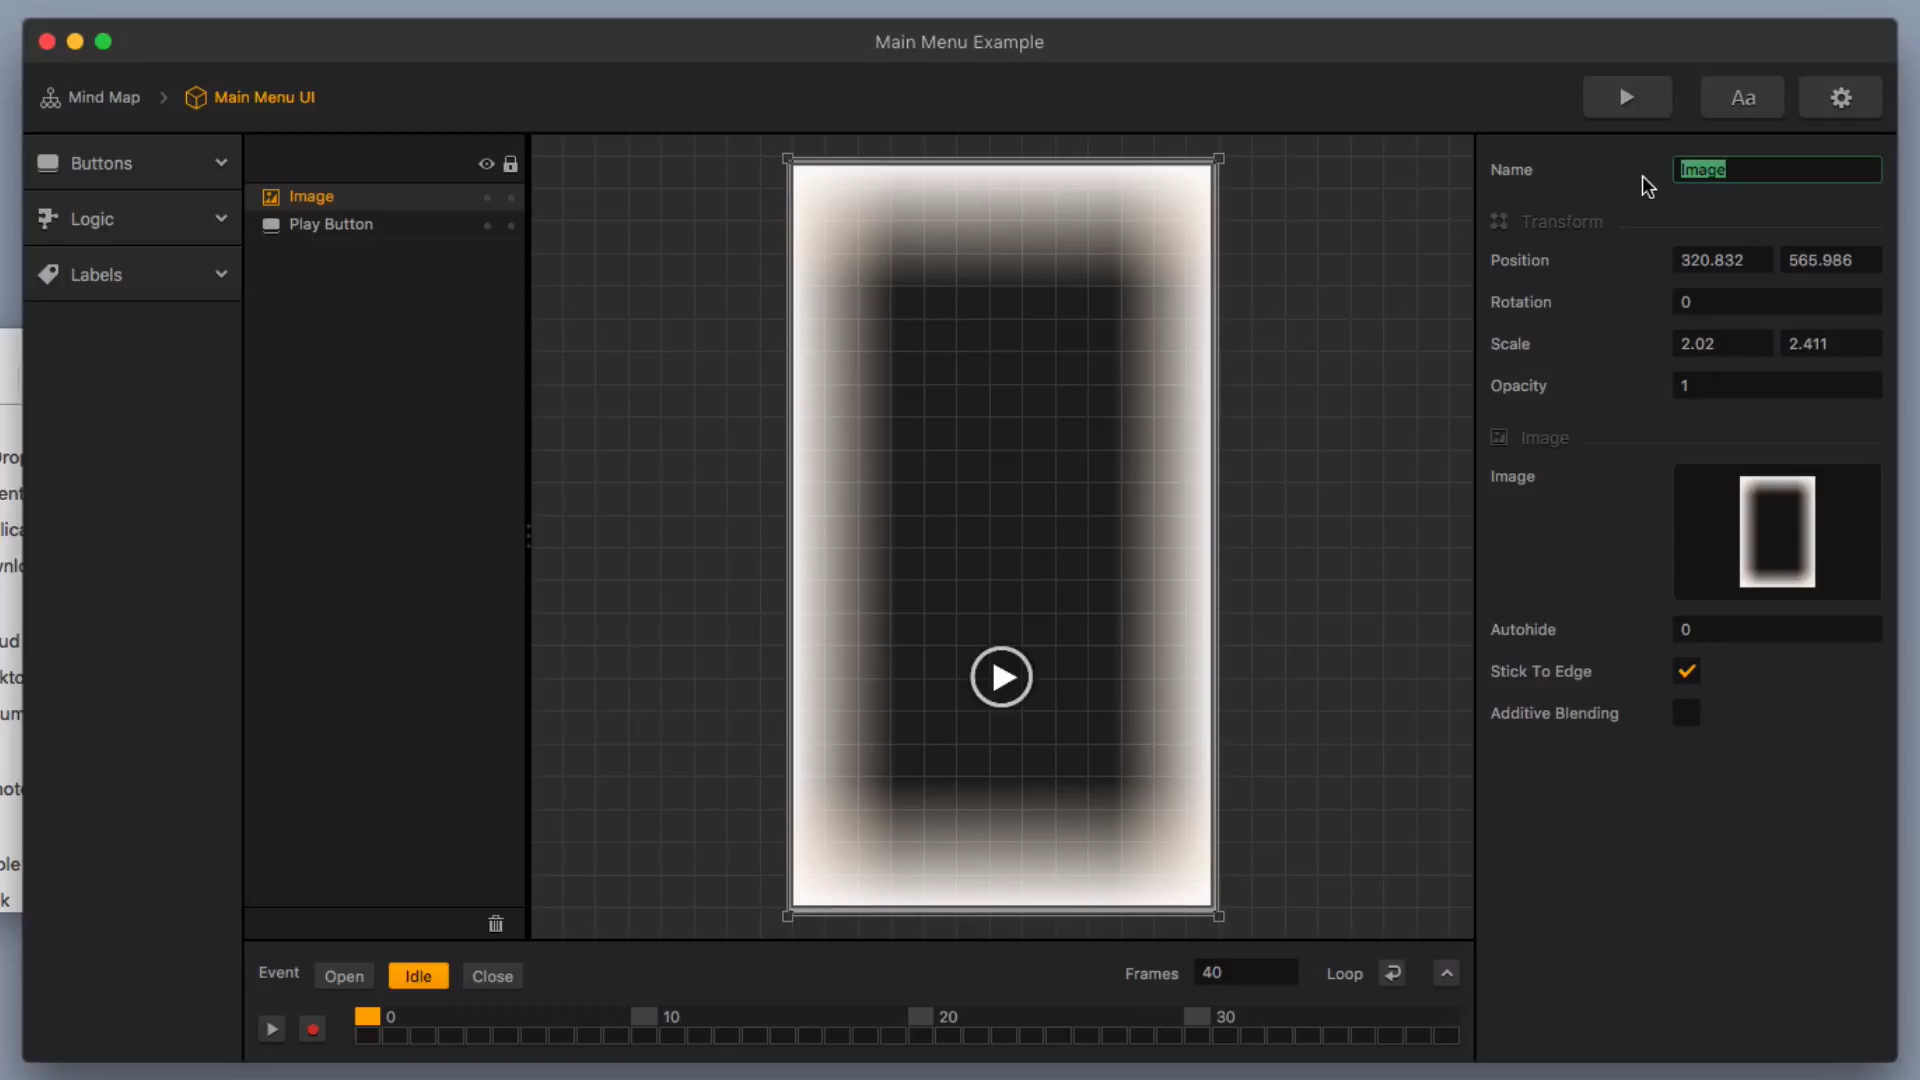 Main Menu Example
Mind Map > Main Menu UI
Aa
Buttons
Logic
Labels
Image
Play Button
Name Image
Transform
Position 320.832 565.986
Rotation 0
Scale 2.02 2.411
Opacity 1
Image
Image
Autohide 0
Stick To Edge
Additive Blending
Event Open Idle Close
Frames 40 Loop
0 10 20 30